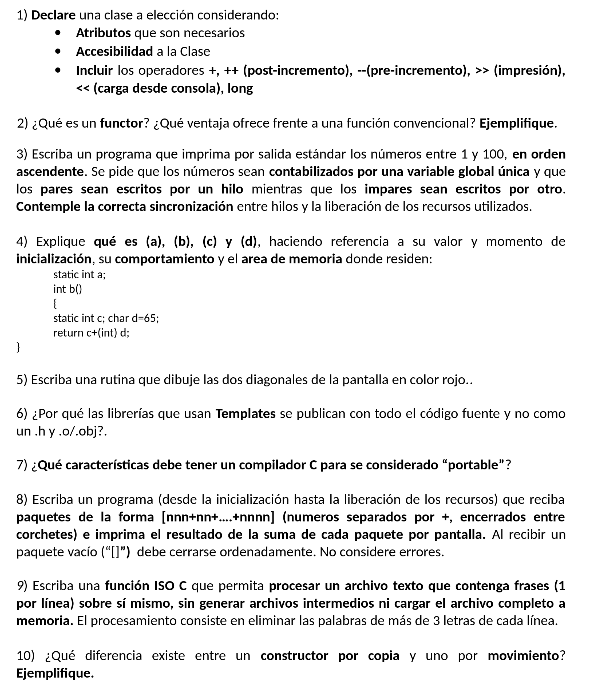 1) Declare una clase a elección considerando:
• Atributos que son necesarios
• Accesibilidad a la Clase
• Incluir los operadores +, ++ (post-incremento), --(pre-incremento), >> (impresión),
<< (carga desde consola), long
2) ¿Qué es un functor? ¿Qué ventaja ofrece frente a una función convencional? Ejemplifique.
3) Escriba un programa que imprima por salida estándar los números entre 1 y 100, en orden
ascendente. Se pide que los números sean contabilizados por una variable global única y que
los pares sean escritos por un hilo mientras que los impares sean escritos por otro.
Contemple la correcta sincronización entre hilos y la liberación de los recursos utilizados.
4) Explique qué es (a), (b), (c) y (d), haciendo referencia a su valor y momento de
inicialización, su comportamiento y el area de memoria donde residen:
static int a;
int b()
{
static int c; char d=65;
return c+(int) d;
}
5) Escriba una rutina que dibuje las dos diagonales de la pantalla en color rojo..
6) ¿Por qué las librerías que usan Templates se publican con todo el código fuente y no como
un .h y .o/.obj?.
7) ¿Qué características debe tener un compilador C para se considerado “portable”?
8) Escriba un programa (desde la inicialización hasta la liberación de los recursos) que reciba
paquetes de la forma [nnn+nn+....+nnnn] (numeros separados por +, encerrados entre
corchetes) e imprima el resultado de la suma de cada paquete por pantalla. Al recibir un
paquete vacío (“[]”) debe cerrarse ordenadamente. No considere errores.
9) Escriba una función ISO C que permita procesar un archivo texto que contenga frases (1
por línea) sobre sí mismo, sin generar archivos intermedios ni cargar el archivo completo a
memoria. El procesamiento consiste en eliminar las palabras de más de 3 letras de cada línea.
10) ¿Qué diferencia existe entre un constructor por copia y uno por movimiento?
Ejemplifique.